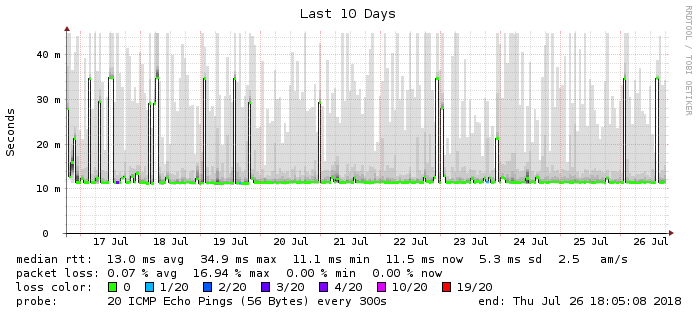 Last 10 Days
RRDTOOL / TOBI OETIKER
Seconds
40 m
30 m
20 m
10 m
0
17 Jul 18 Jul 19 Jul 20 Jul 21 Jul 22 Jul 23 Jul 24 Jul 25 Jul 26 Jul
median rtt: 13.0 ms avg 34.9 ms max 11.1 ms min 11.5 ms now 5.3 ms sd 2.5 am/s
packet loss: 0.07 % avg 16.94 % max 0.00 % min 0.00 % now
loss color: 0 1/20 2/20 3/20 4/20 10/20 19/20
probe: 20 ICMP Echo Pings (56 Bytes) every 300s end: Thu Jul 26 18:05:08 2018